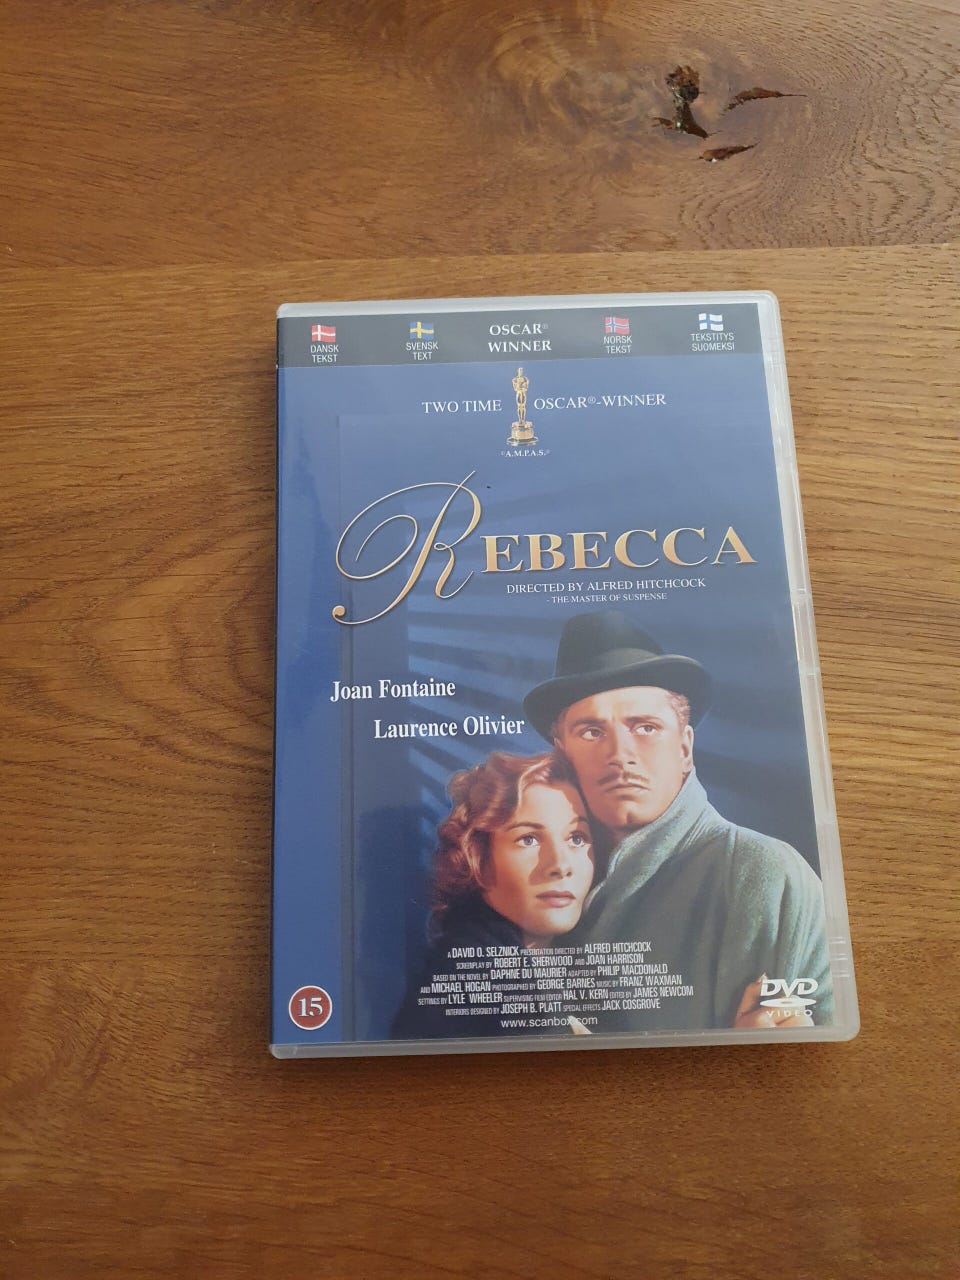 DANSK
TEKST
SVENSK
TEXT
OSCAR®
WINNER
NORSK
TEKST
TEKSTITYS
SUOMEKSI
TWO TIME OSCAR®-WINNER
©A.M.P.A.S.®
REBECCA
DIRECTED BY ALFRED HITCHCOCK
- THE MASTER OF SUSPENSE
Joan Fontaine
Laurence Olivier
A DAVID O. SELZNICK PRESENTATION DIRECTED BY ALFRED HITCHCOCK
SCREENPLAY BY ROBERT E. SHERWOOD AND JOAN HARRISON
BASED ON THE NOVEL BY DAPHNE DU MAURIER ADAPTED BY PHILIP MACDONALD
AND MICHAEL HOGAN PHOTOGRAPHED BY GEORGE BARNES MUSIC BY FRANZ WAXMAN
SETTINGS BY LYLE WHEELER SUPERVISING FILM EDITOR HAL V. KERN EDITED BY JAMES NEWCOM
INTERIORS DESIGNED BY JOSEPH B. PLATT SPECIAL EFFECTS JACK COSGROVE
www.scanbox.com
15
DVD
VIDEO